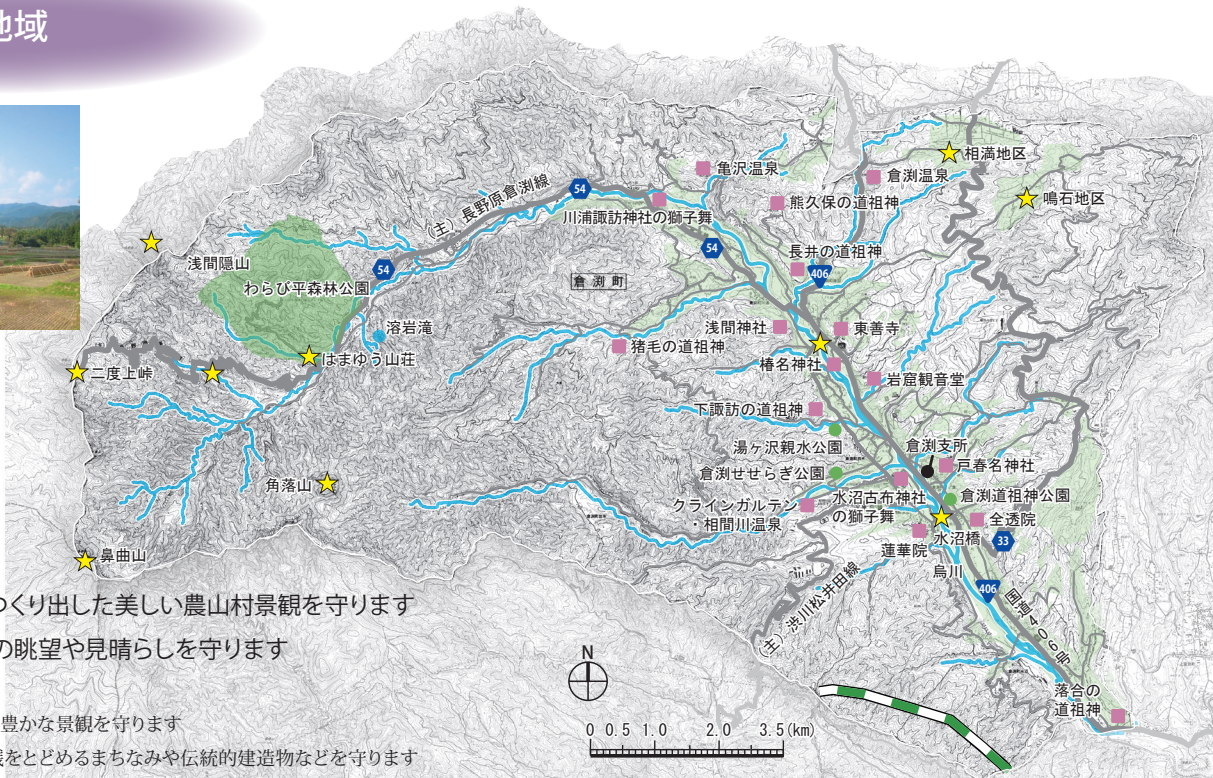 地域
亀沢温泉
相満地区
倉渕温泉
鳴石地区
熊久保の道祖神
54
(主)長野原倉渕線
川浦諏訪神社の獅子舞
54
長井の道祖神
浅間隠山
54
406
わらび平森林公園
倉渕町
溶岩滝
浅間神社
東善寺
はまゆう山荘
猪毛の道祖神
二度上峠
椿名神社
岩窟観音堂
下諏訪の道祖神
湯ヶ沢親水公園
倉渕支所
倉渕せせらぎ公園
戸春名神社
角落山
クラインガルテン
・相間川温泉
水沼古布神社
の獅子舞
倉渕道祖神公園
全透院
水沼橋
33
蓮華院
鼻曲山
烏川
406
主)渋川松井田線
国道406号
つくり出した美しい農山村景観を守ります
の眺望や見晴らしを守ります
N
落合の
道祖神
豊かな景観を守ります
0 0.5 1.0 2.0 3.5(km)
をとどめるまちなみや伝統的建造物などを守ります